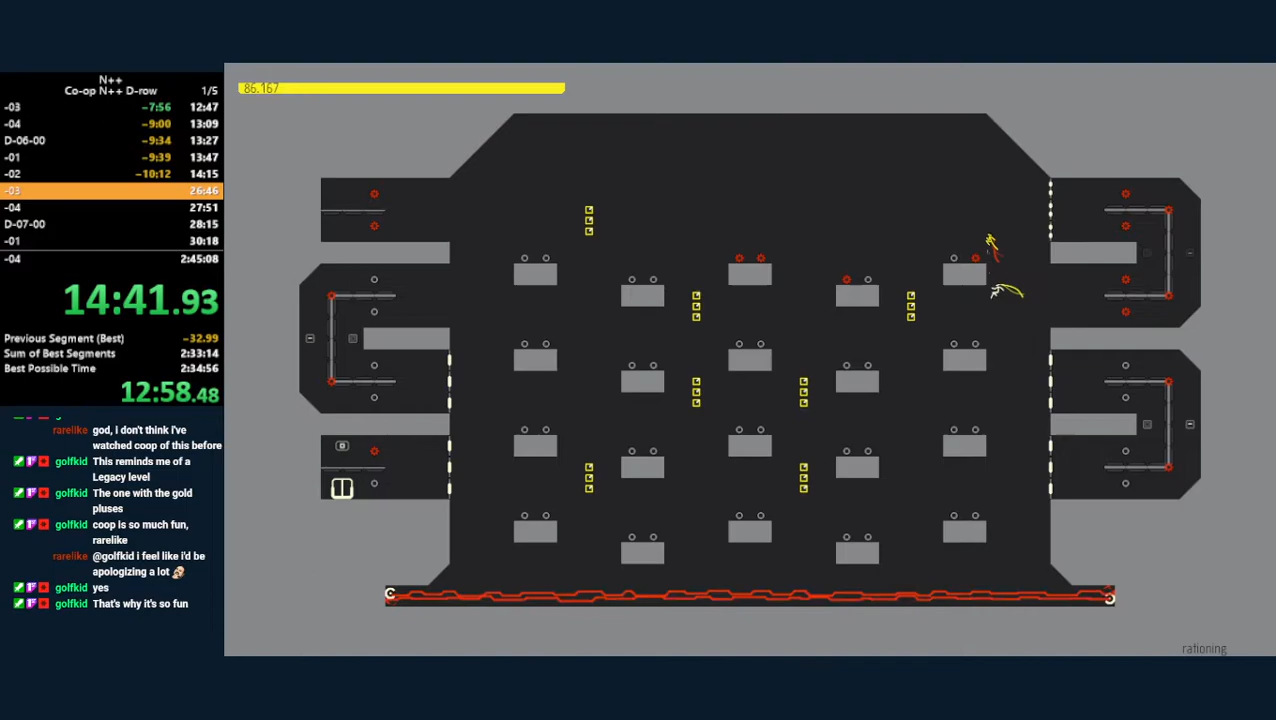 N++
Co-op N++ D-row 1/5
-03 -7:56 12:47
-04 -9:00 13:09
D-06-00 -9:34 13:27
-01 -9:39 13:47
-02 -10:12 14:15
-03 26:46
-04 27:51
D-07-00 28:15
-01 30:18
-04 2:45:08
14:41.93
Previous Segment (Best) -32.99
Sum of Best Segments 2:33:14
Best Possible Time 2:34:56
12:58.48
rarelike god, i don't think i've
watched coop of this before
golfkid This reminds me of a
Legacy level
golfkid The one with the gold
pluses
golfkid coop is so much fun,
rarelike
rarelike @golfkid i feel like i'd be
apologizing a lot
golfkid yes
golfkid That's why it's so fun
86.167
rationing